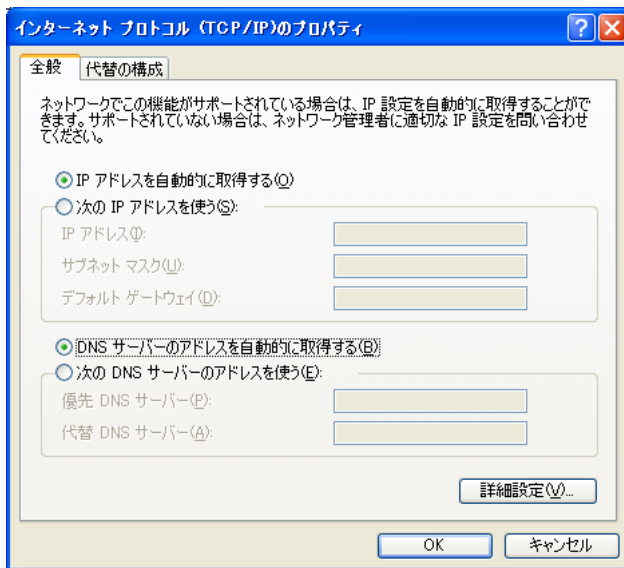 インターネット プロトコル (TCP/IP)のプロパティ
全般
代替の構成
ネットワークでこの機能がサポートされている場合は、IP 設定を自動的に取得することがで
きます。サポートされていない場合は、ネットワーク管理者に適切な IP 設定を問い合わせ
てください。
IP アドレスを自動的に取得する(O)
次の IP アドレスを使う(S):
IP アドレス(I):
サブネット マスク(U):
デフォルト ゲートウェイ(D):
DNS サーバーのアドレスを自動的に取得する(B)
次の DNS サーバーのアドレスを使う(E):
優先 DNS サーバー(P):
代替 DNS サーバー(A):
詳細設定(V)...
OK
キャンセル